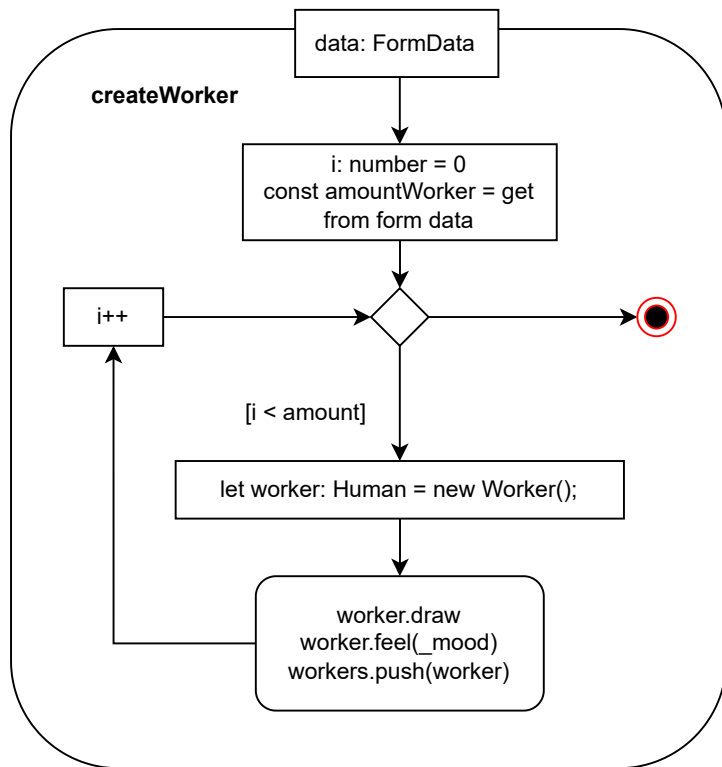 data: FormData
createWorker
i: number = 0
const amountWorker = get
from form data
i++
[i < amount]
let worker: Human = new Worker();
worker.draw
worker.feel(_mood)
workers.push(worker)